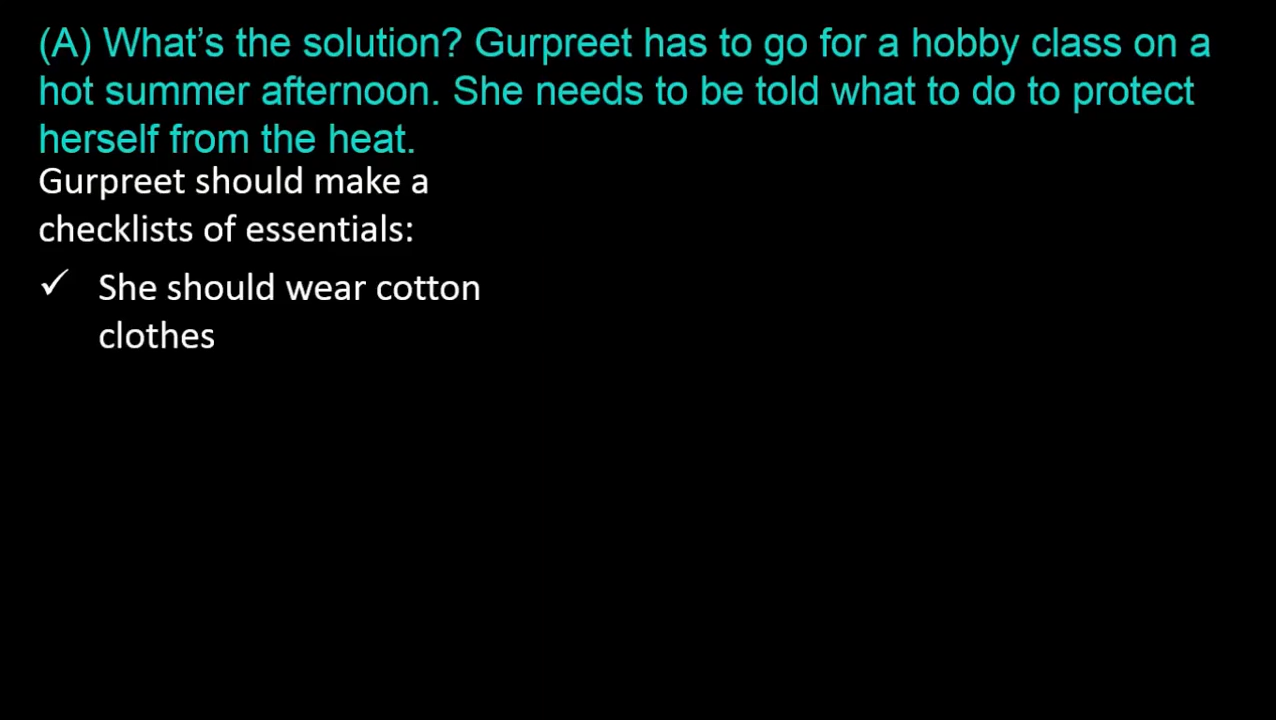 (A) What’s the solution? Gurpreet has to go for a hobby class on a
hot summer afternoon. She needs to be told what to do to protect
herself from the heat.
Gurpreet should make a
checklists of essentials:
✓ She should wear cotton
clothes